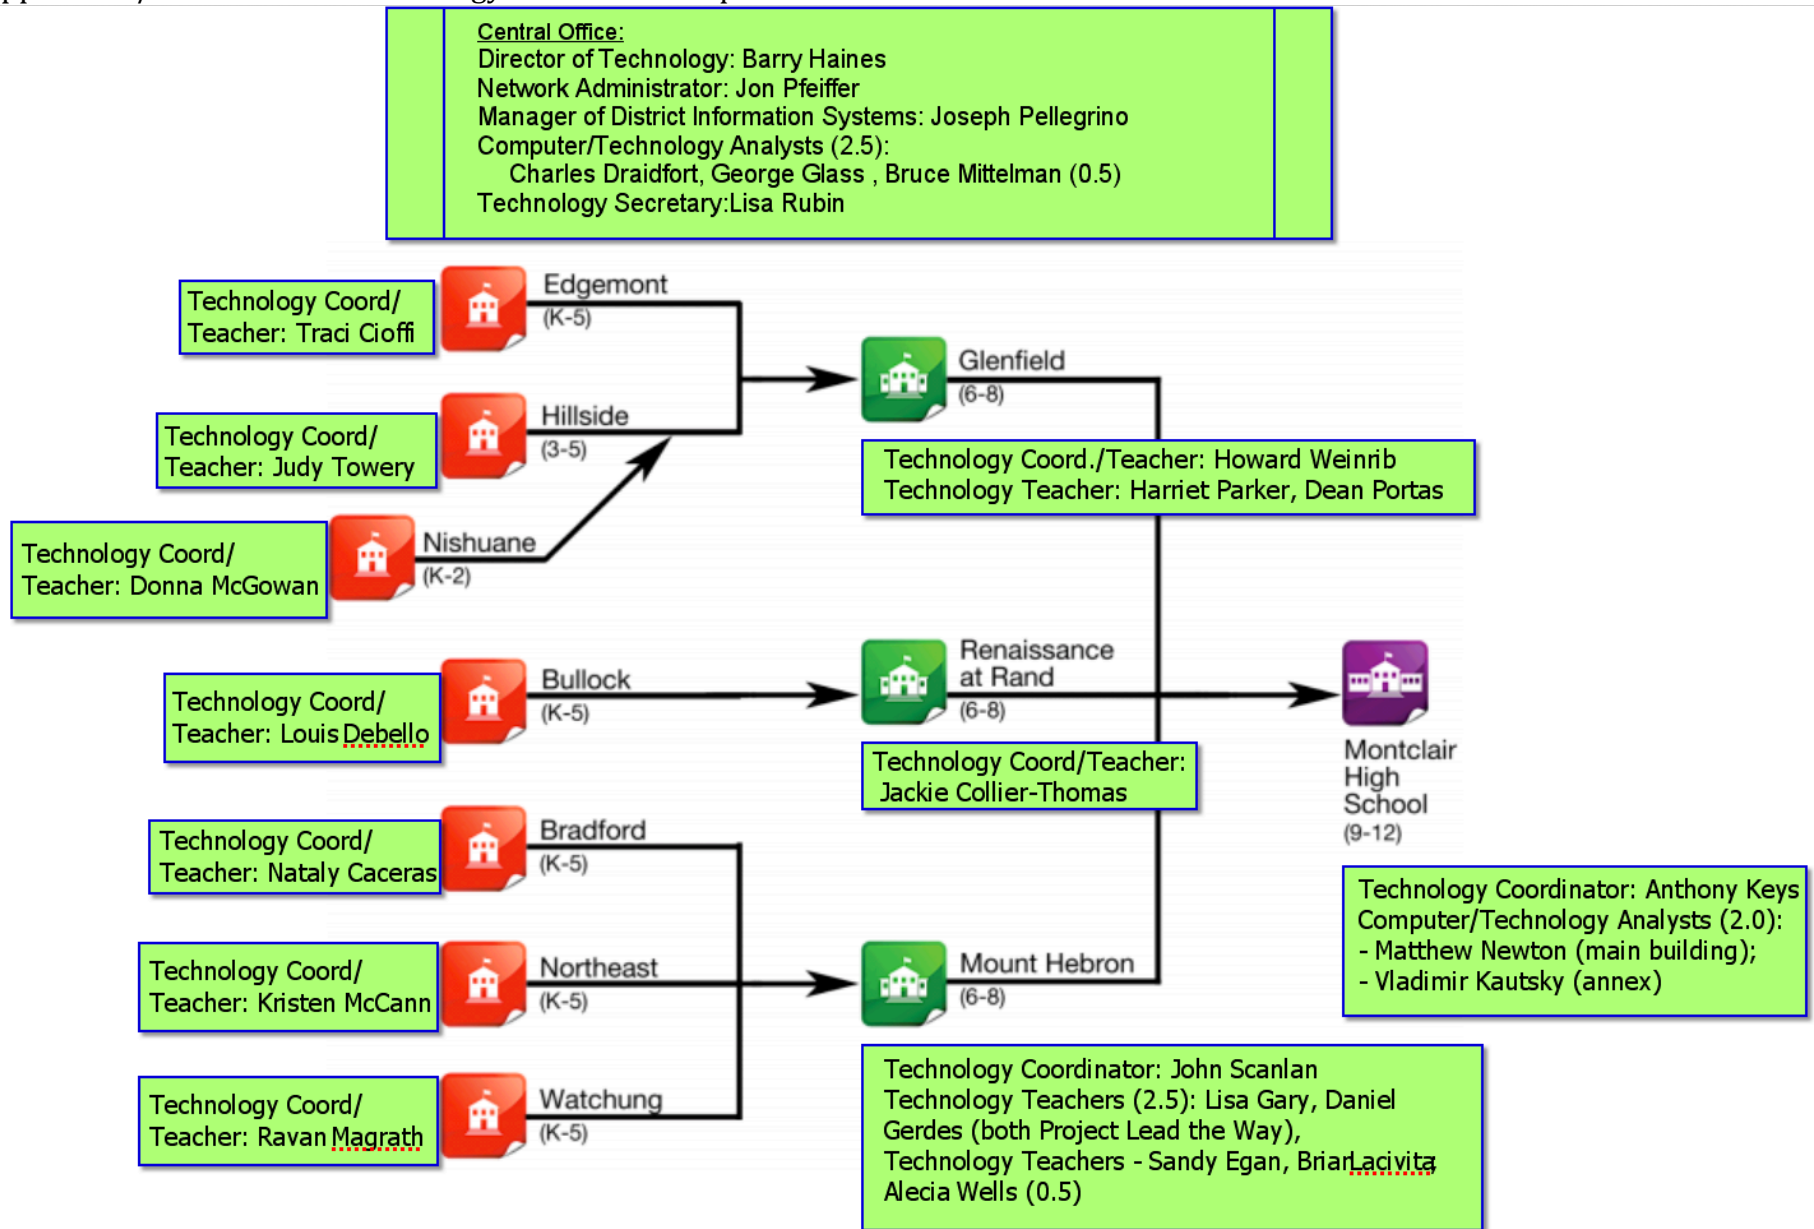 Central Office:
Director of Technology: Barry Haines
Network Administrator: Jon Pfeiffer
Manager of District Information Systems: Joseph Pellegrino
Computer/Technology Analysts (2.5):
Charles Draidfort, George Glass , Bruce Mittelman (0.5)
Technology Secretary:Lisa Rubin
Technology Coord/
Teacher: Traci Cioffi
Edgemont
(K-5)
Technology Coord/
Teacher: Judy Towery
Hillside
(3-5)
Technology Coord/
Teacher: Donna McGowan
Nishuane
(K-2)
Glenfield
(6-8)
Technology Coord./Teacher: Howard Weinrib
Technology Teacher: Harriet Parker, Dean Portas
Technology Coord/
Teacher: Louis Debello
Bullock
(K-5)
Renaissance
at Rand
(6-8)
Technology Coord/Teacher:
Jackie Collier-Thomas
Montclair
High
School
(9-12)
Technology Coordinator: Anthony Keys
Computer/Technology Analysts (2.0):
- Matthew Newton (main building);
- Vladimir Kautsky (annex)
Technology Coord/
Teacher: Nataly Caceras
Bradford
(K-5)
Technology Coord/
Teacher: Kristen McCann
Northeast
(K-5)
Technology Coord/
Teacher: Ravan Magrath
Watchung
(K-5)
Mount Hebron
(6-8)
Technology Coordinator: John Scanlan
Technology Teachers (2.5): Lisa Gary, Daniel
Gerdes (both Project Lead the Way),
Technology Teachers - Sandy Egan, Brian Lacivita,
Alecia Wells (0.5)